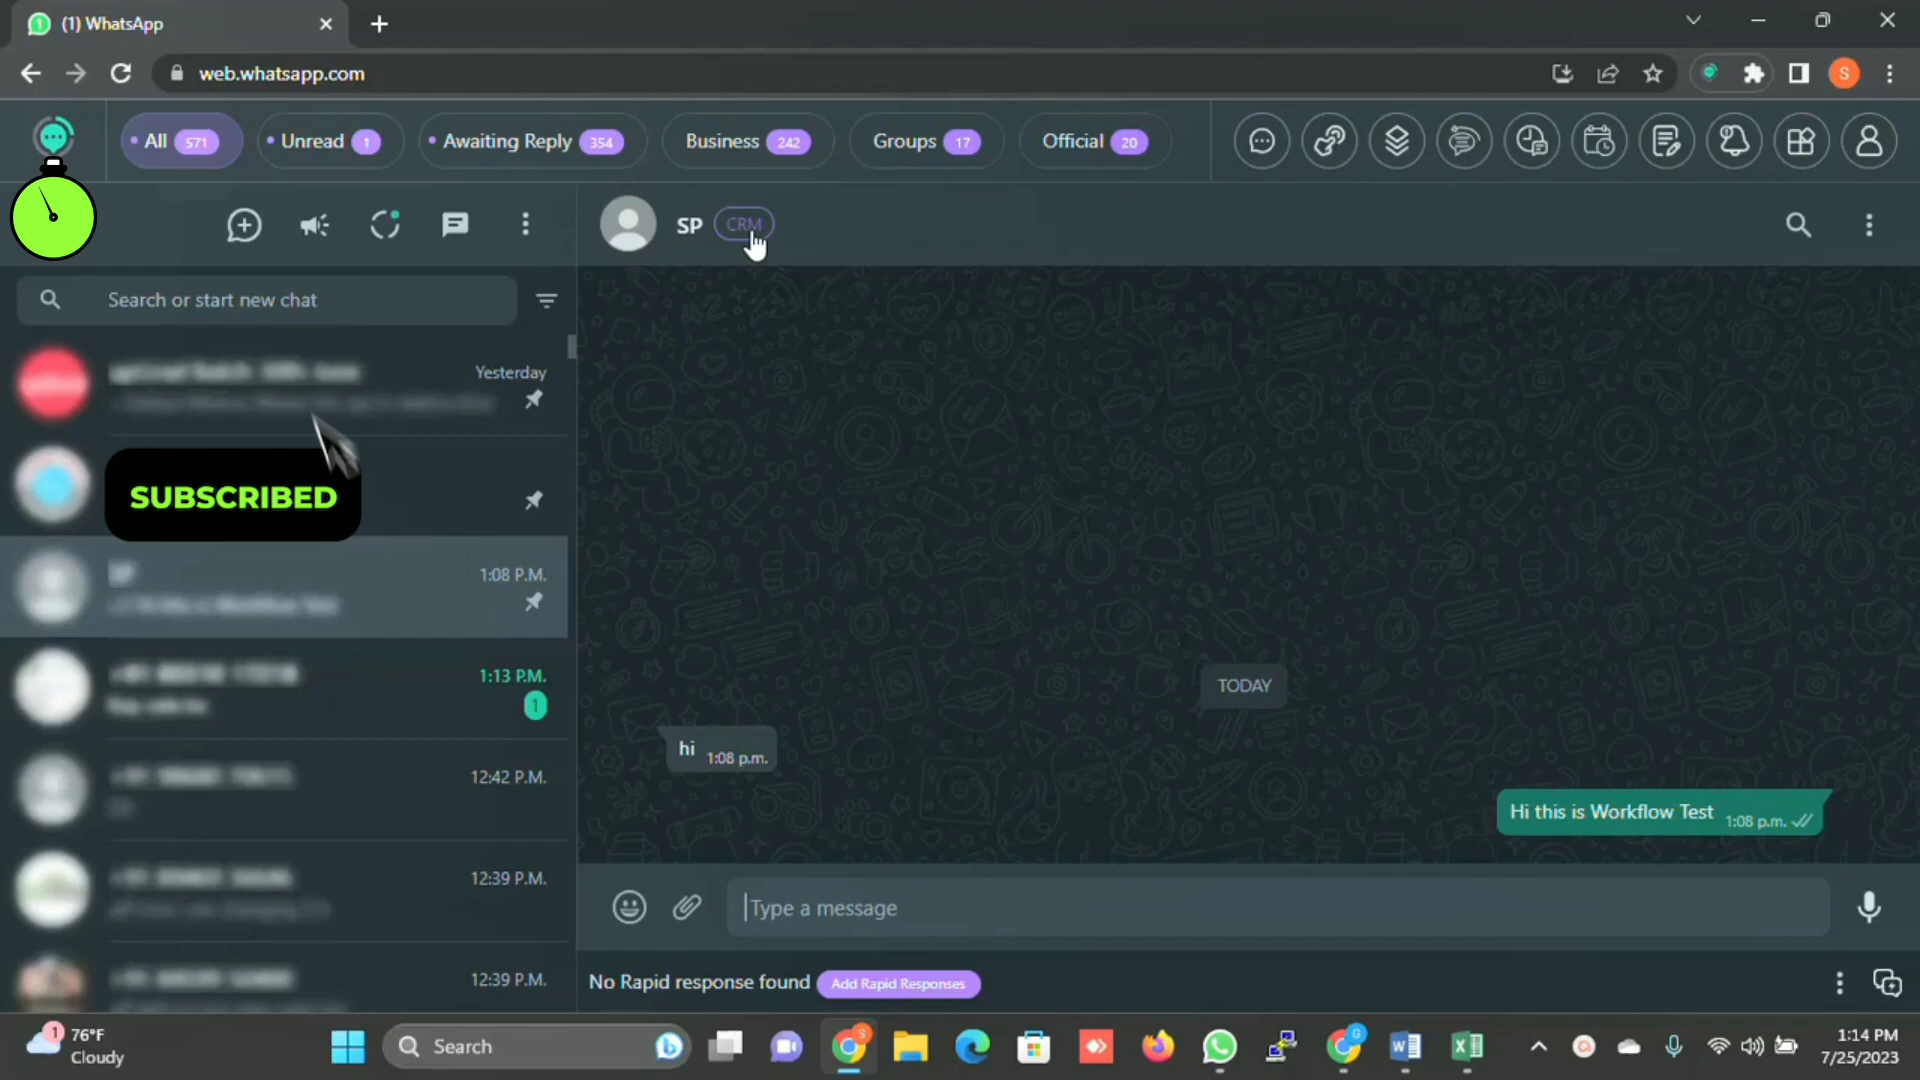 (1) WhatsApp
web.whatsapp.com
S
All 571
Unread 1
Awaiting Reply 354
Business 242
Groups 17
Official 20
SP CRM
Search or start new chat
Yesterday
SUBSCRIBED
1:08 P.M.
1:13 P.M.
1
12:42 P.M.
12:39 P.M.
12:39 P.M.
TODAY
hi 1:08 p.m.
Hi this is Workflow Test 1:08 p.m.
Type a message
No Rapid response found Add Rapid Responses
1
76°F
Cloudy
Search
S
G
1:14 PM
7/25/2023